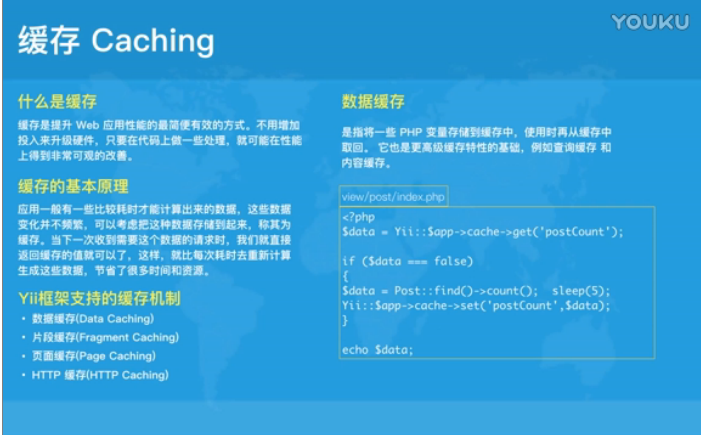 YOUKU
缓存 Caching
什么是缓存
缓存是提升 Web 应用性能的最简便有效的方式。不用增加
投入来升级硬件，只要在代码上做一些处理，就可能在性能
上得到非常可观的改善。
缓存的基本原理
应用一般有一些比较耗时才能计算出来的数据，这些数据
变化并不频繁，可以考虑把这种数据存储到起来，称其为
缓存。当下一次收到需要这个数据的请求时，我们就直接
返回缓存的值就可以了，这样，就比每次耗时去重新计算
生成这些数据，节省了很多时间和资源。
Yii框架支持的缓存机制
• 数据缓存(Data Caching)
• 片段缓存(Fragment Caching)
• 页面缓存(Page Caching)
• HTTP 缓存(HTTP Caching)
数据缓存
是指将一些 PHP 变量存储到缓存中，使用时再从缓存中
取回。 它也是更高级缓存特性的基础，例如查询缓存 和
内容缓存。
view/post/index.php
<?php
$data = Yii::$app->cache->get('postCount');
if ($data === false)
{
$data = Post::find()->count();  sleep(5);
Yii::$app->cache->set('postCount',$data);
}
echo $data;